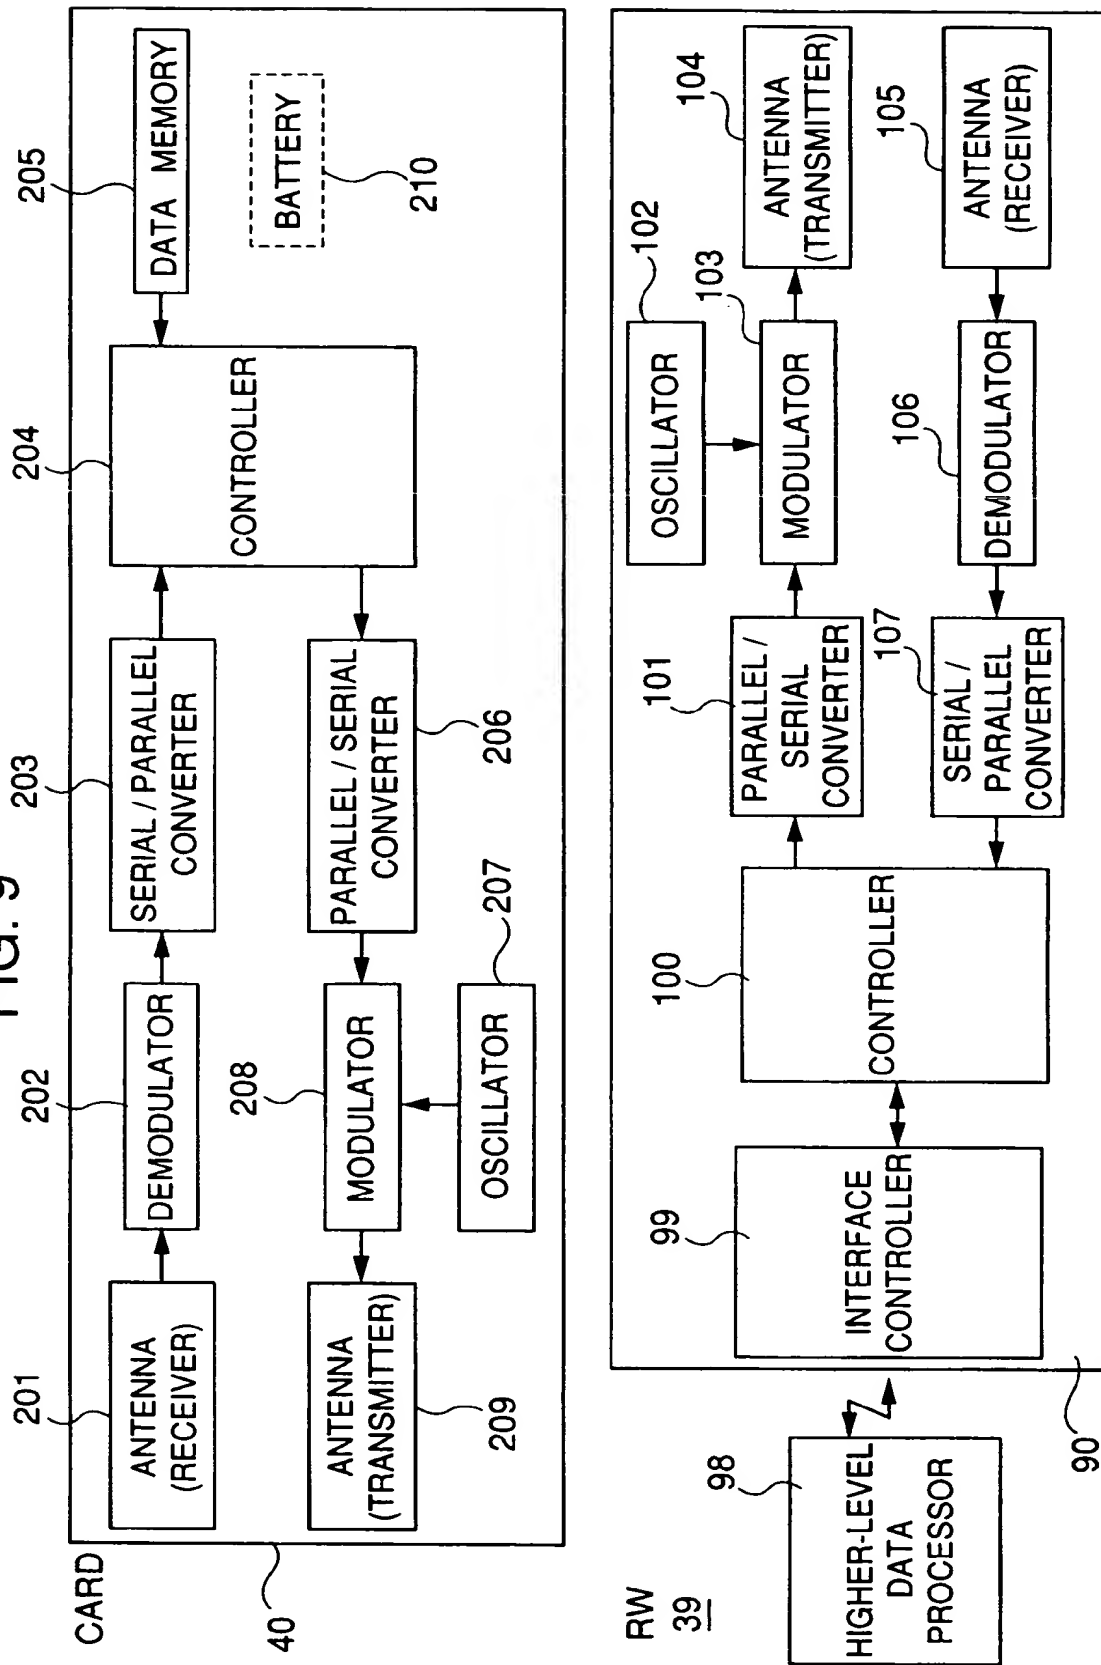 FIG. 9
CARD
40
201
ANTENNA
(RECEIVER)
202
DEMODULATOR
203
SERIAL / PARALLEL
CONVERTER
204
CONTROLLER
205
DATA MEMORY
BATTERY
210
PARALLEL / SERIAL
CONVERTER
206
208
MODULATOR
OSCILLATOR
207
ANTENNA
(TRANSMITTER)
209
RW
39
98
HIGHER-LEVEL
DATA
PROCESSOR
90
99
INTERFACE
CONTROLLER
100
CONTROLLER
101
PARALLEL /
SERIAL
CONVERTER
OSCILLATOR
102
MODULATOR
103
ANTENNA
(TRANSMITTER)
104
ANTENNA
(RECEIVER)
105
DEMODULATOR
106
SERIAL /
PARALLEL
CONVERTER
107